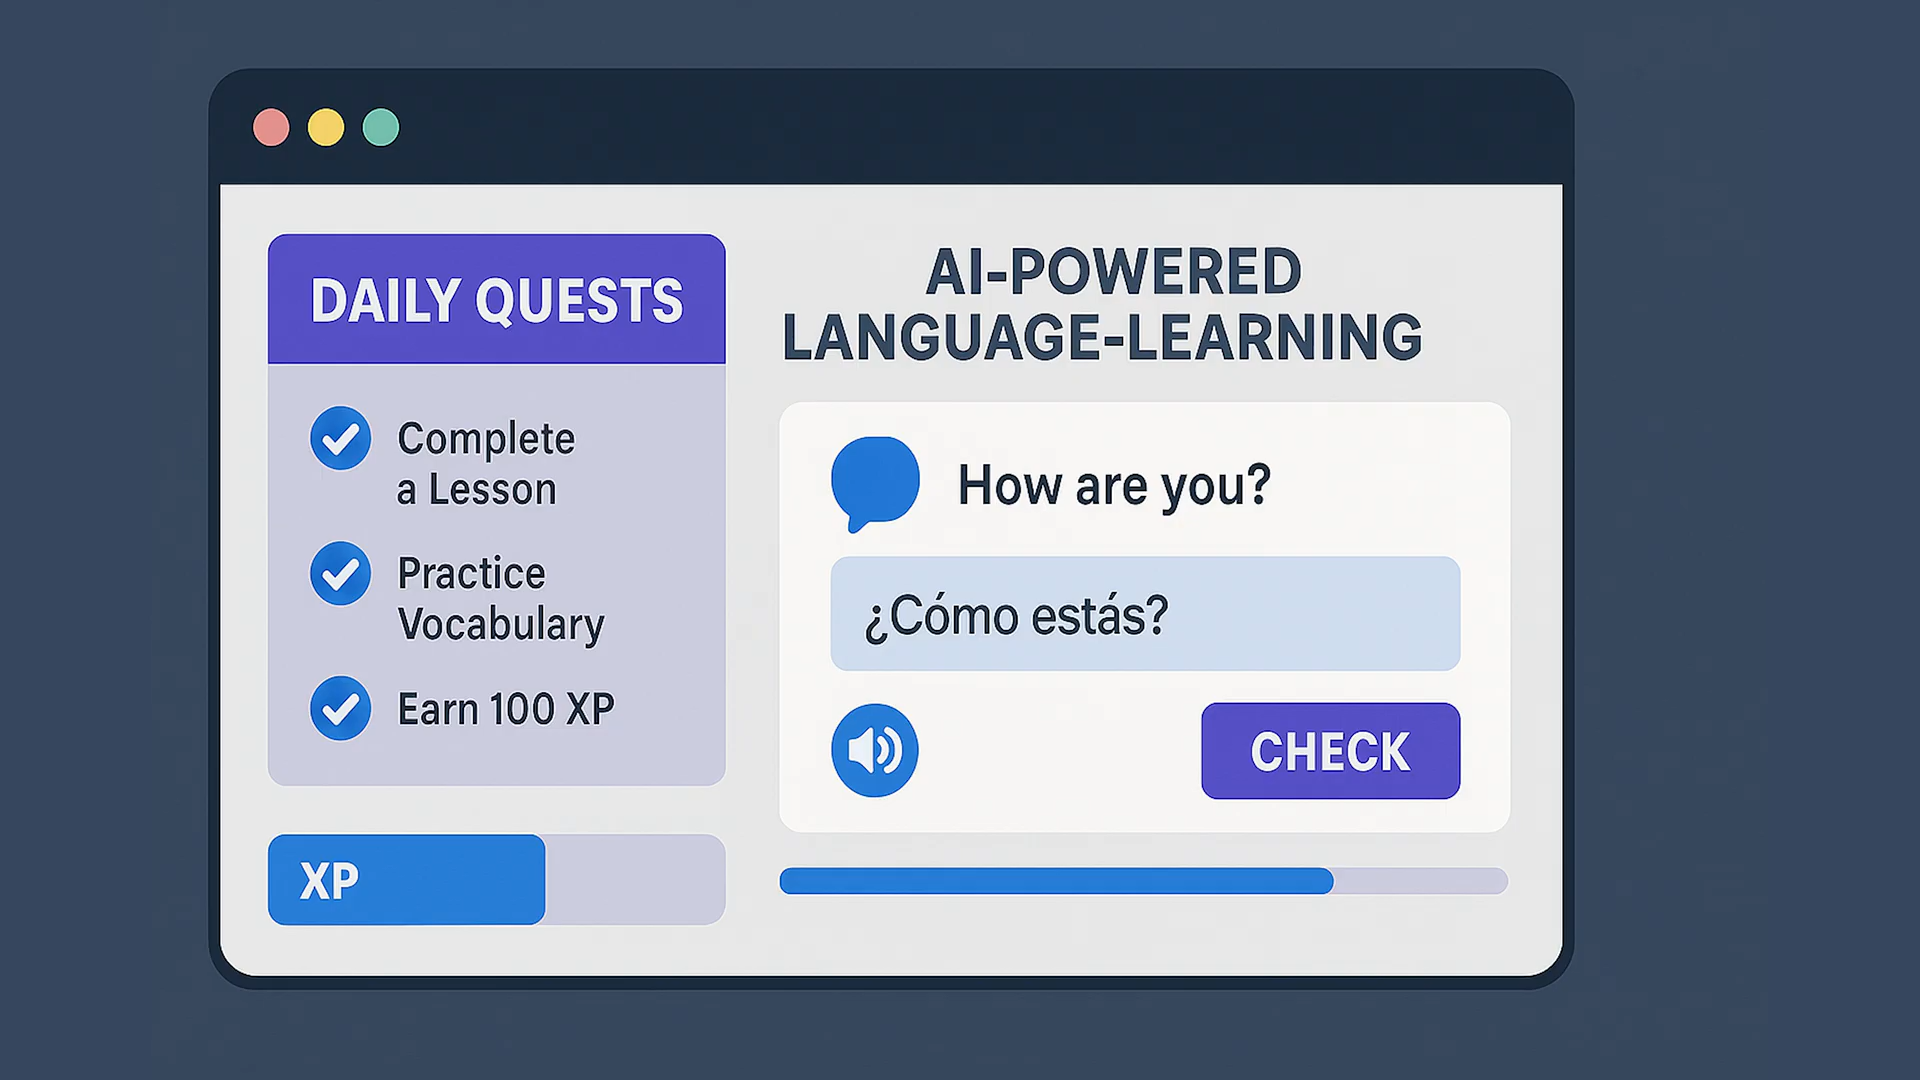 DAILY QUESTS
Complete
a Lesson
Practice
Vocabulary
Earn 100 XP
XP
AI-POWERED
LANGUAGE-LEARNING
How are you?
¿Cómo estás?
CHECK